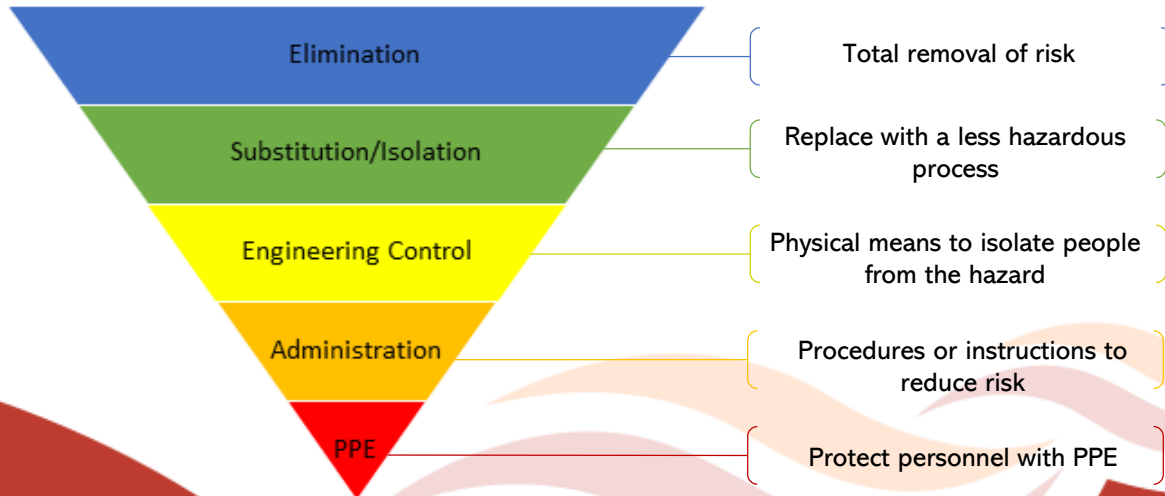 Elimination
Total removal of risk
Substitution/Isolation
Replace with a less hazardous
process
Engineering Control
Physical means to isolate people
from the hazard
Administration
Procedures or instructions to
reduce risk
PPE
Protect personnel with PPE